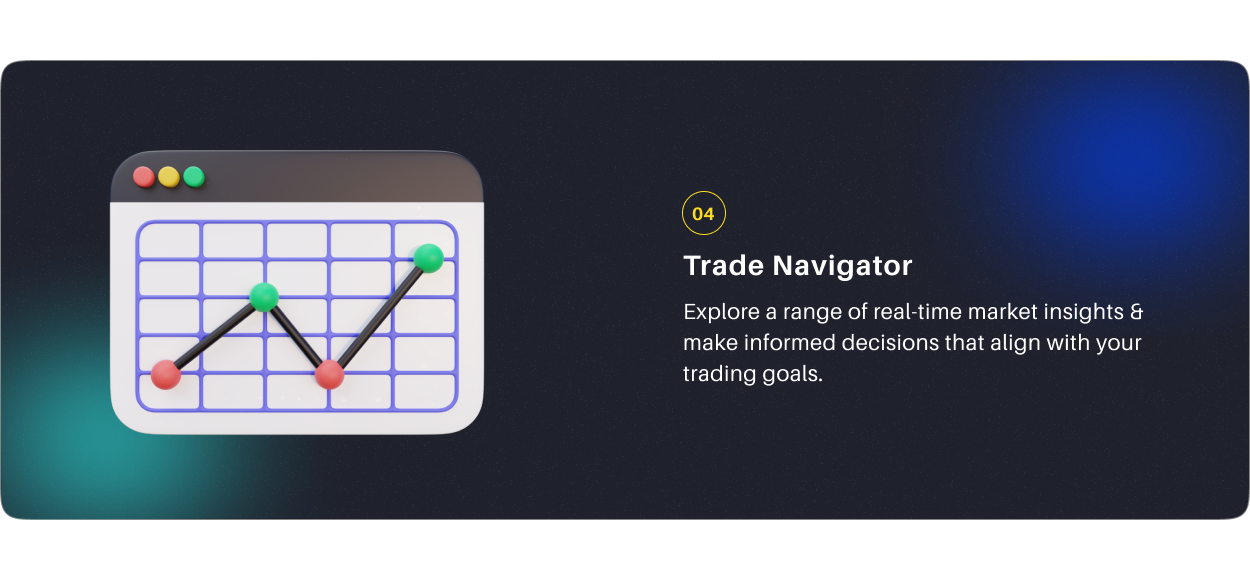 04
Trade Navigator
Explore a range of real-time market insights &
make informed decisions that align with your
trading goals.